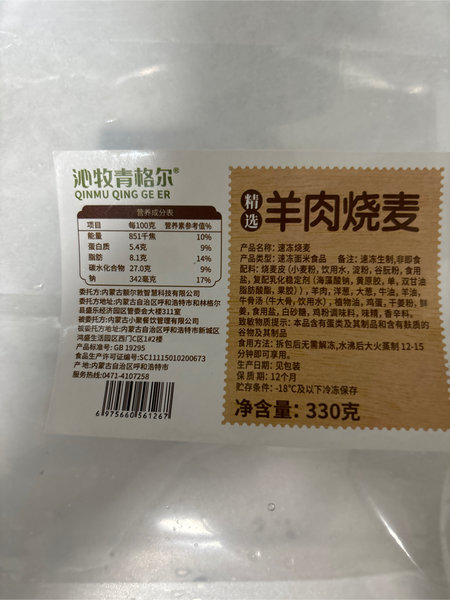 沁牧青格尔®
QINMU QING GE ER
营养成分表
项目 每100克 营养素参考值%
能量 851千焦 10%
蛋白质 5.4克 9%
脂肪 8.1克 14%
碳水化合物 27.0克 9%
钠 342毫克 17%
委托方:内蒙古额尔驰智慧科技有限公司
委托方地址:内蒙古自治区呼和浩特市和林格尔
县盛乐经济园区管委会大楼311室
被委托方:内蒙古小聚餐饮管理有限公司
被委托方地址:内蒙古自治区呼和浩特市新城区
鸿盛生活园区西门C区1#2楼
产品标准号:GB 19295
食品生产许可证编号:SC11115010200673
产 地:内蒙古自治区呼和浩特市
服务热线:0471-4107258
6975660561267
精选
羊肉烧麦
产品名称:速冻烧麦
产品类型:速冻面米食品 备注:速冻生制,非即食
配料:烧麦皮(小麦粉,饮用水,淀粉,谷朊粉,食用
盐,复配乳化稳定剂(海藻酸钠,黄原胶,单,双甘油
脂肪酸酯,果胶)),羊肉,洋葱,大葱,牛油,羊油,
牛骨汤(牛大骨,饮用水),植物油,鸡蛋,干姜粉,鲜
姜,食用盐,白砂糖,鸡粉调味料,味精,香辛料。
致敏物质提示:本品含有蛋类及其制品和含有麸质的
谷物及其制品
食用方法:拆包后无需解冻,水沸后大火蒸制 12-15
分钟即可享用。
生产日期:见包装
保 质 期:12个月
贮存条件:-18℃及以下冷冻保存
净含量:330克